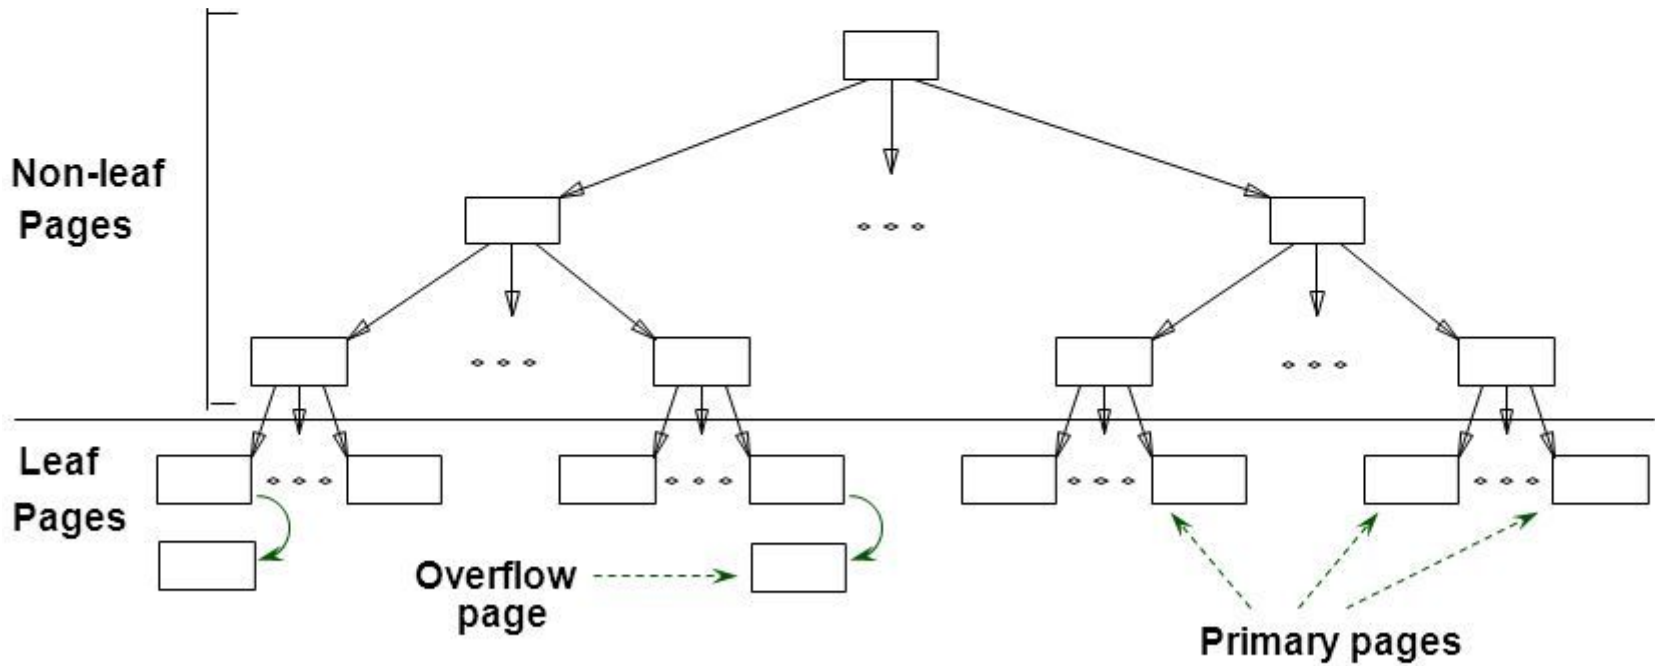 Non-leaf
Pages
Leaf
Pages
Overflow
page
Primary pages